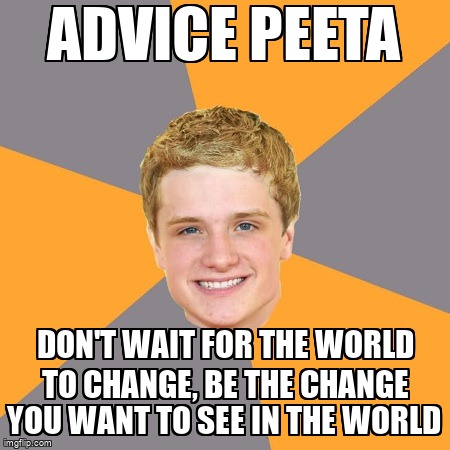 ADVICE PEETA
DON'T WAIT FOR THE WORLD
TO CHANGE, BE THE CHANGE
YOU WANT TO SEE IN THE WORLD
imgflip.com